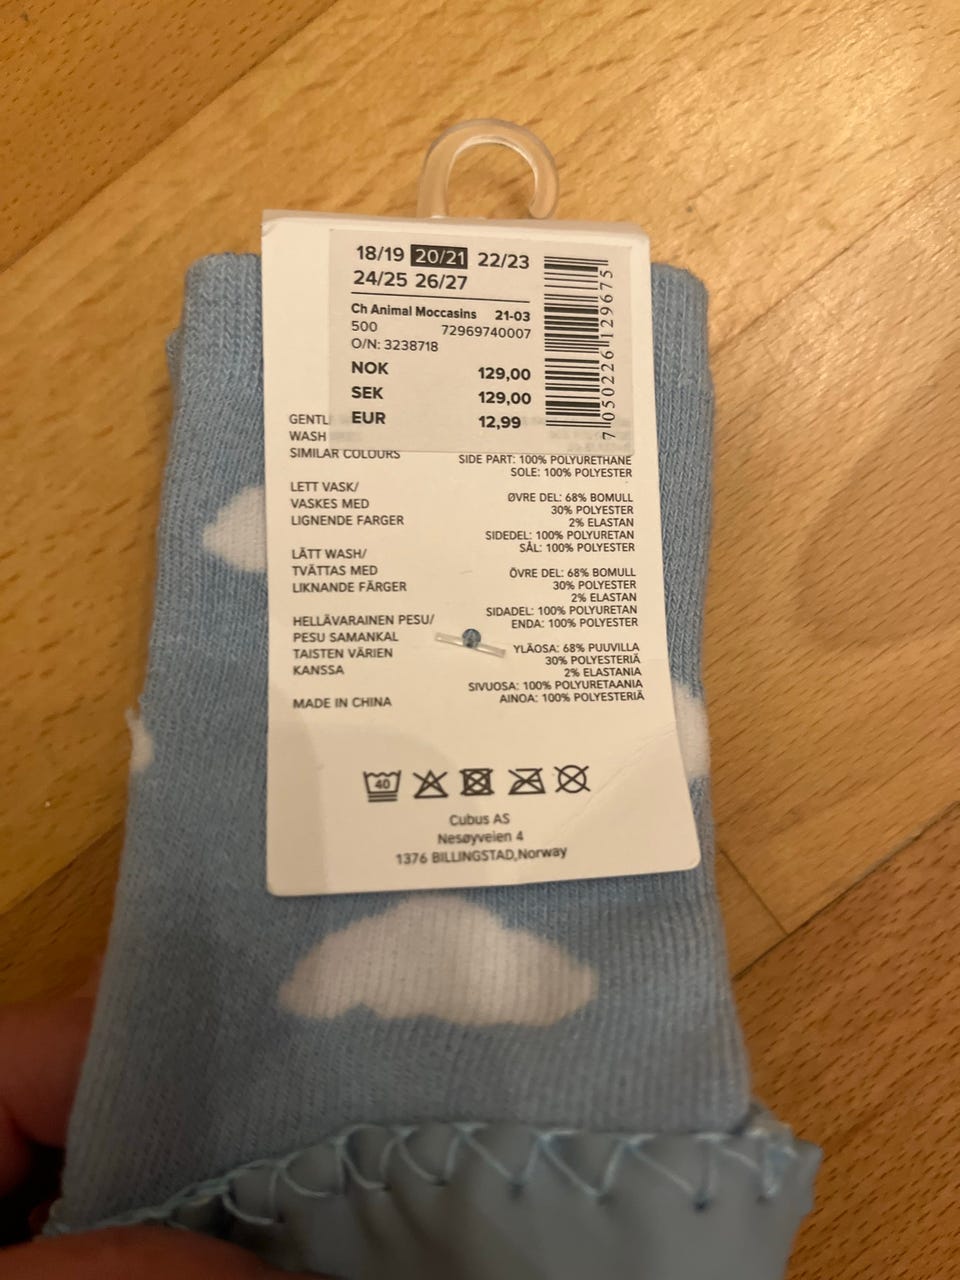 18/19 20/21 22/23
24/25 26/27
Ch Animal Moccasins 21-03
500 72969740007
O/N: 3238718
NOK 129,00
SEK 129,00
EUR 12,99
7 050226 129675
WASH
SIMILAR COLOURS
LETT VASK/
VASKES MED
LIGNENDE FARGER
LÄTT WASH/
TVÄTTAS MED
LIKNANDE FÄRGER
HELLÄVARAINEN PESU/
PESU SAMANKAL
TAISTEN VÄRIEN
KANSSA
MADE IN CHINA
SIDE PART: 100% POLYURETHANE
SOLE: 100% POLYESTER
ØVRE DEL: 68% BOMULL
30% POLYESTER
2% ELASTAN
SIDEDEL: 100% POLYURETAN
SÅL: 100% POLYESTER
ÖVRE DEL: 68% BOMULL
30% POLYESTER
2% ELASTAN
SIDADEL: 100% POLYURETAN
ENDA: 100% POLYESTER
YLÄOSA: 68% PUUVILLA
30% POLYESTERIÄ
2% ELASTANIA
SIVUOSA: 100% POLYURETAANIA
AINOA: 100% POLYESTERIÄ
40
Cubus AS
Nesøyveien 4
1376 BILLINGSTAD,Norway